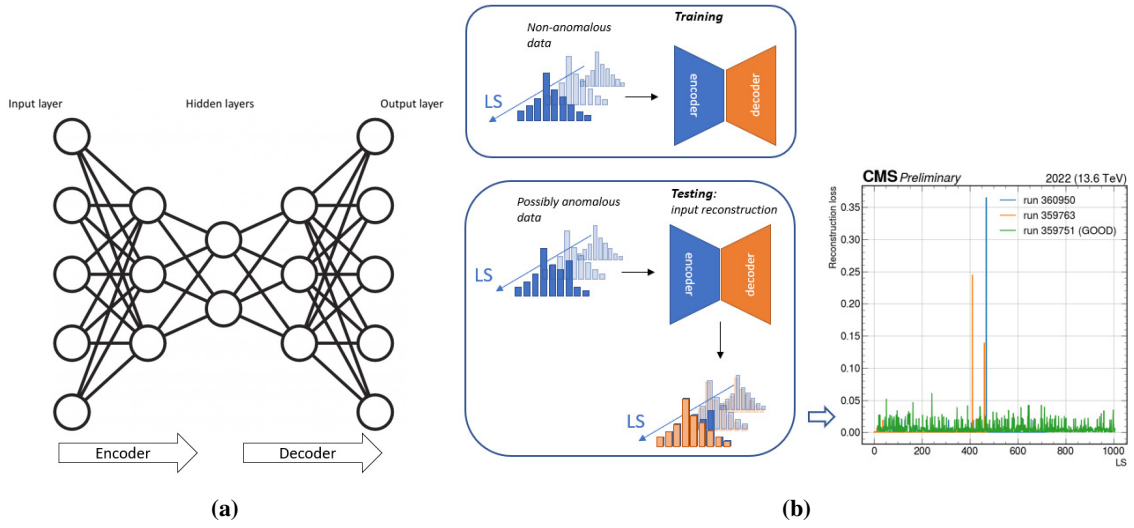 Input layer
Hidden layers
Output layer
Encoder
Decoder
(a)
Non-anomalous
data
Training
LS
encoder
decoder
Possibly anomalous
data
Testing:
input reconstruction
LS
encoder
decoder
LS
CMS Preliminary
2022 (13.6 TeV)
Reconstruction loss
0.35
0.30
0.25
0.20
0.15
0.10
0.05
0.00
run 360950
run 359763
run 359751 (GOOD)
0
200
400
600
800
1000
LS
(b)